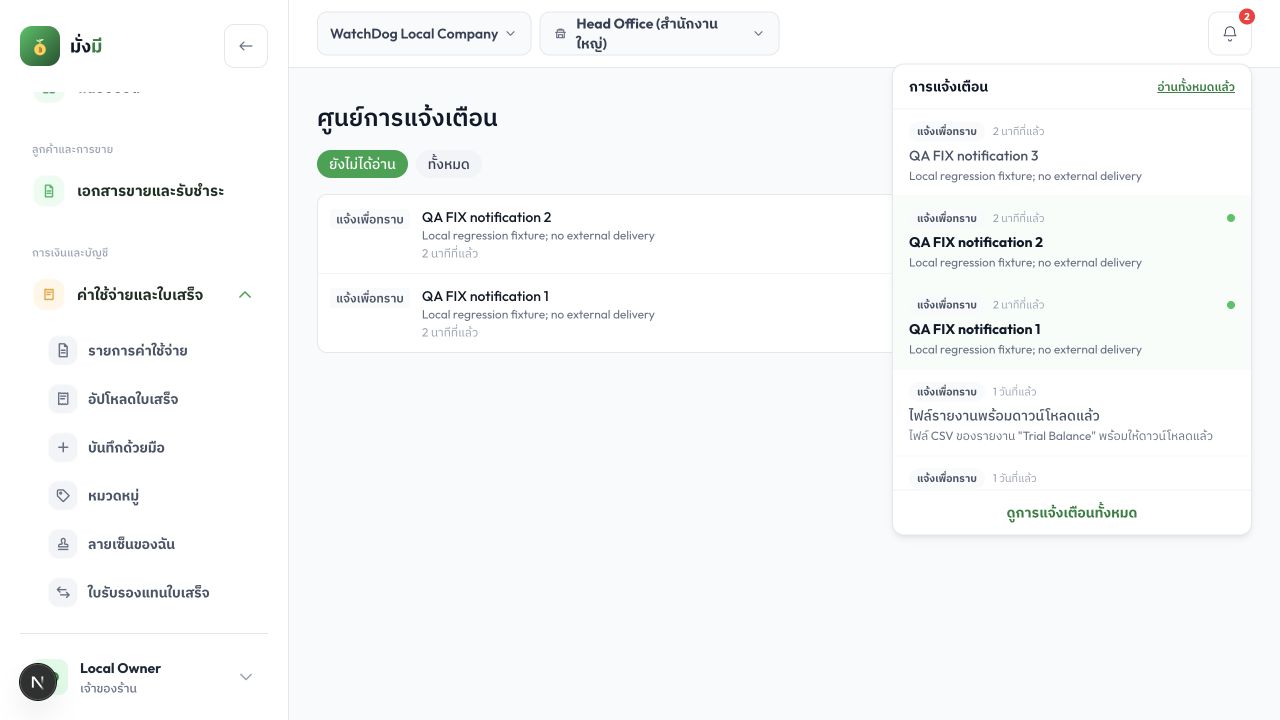 มั่งมี
ลูกค้าและการขาย
เอกสารขายและรับชำระ
การเงินและบัญชี
ค่าใช้จ่ายและใบเสร็จ
รายการค่าใช้จ่าย
อัปโหลดใบเสร็จ
บันทึกด้วยมือ
หมวดหมู่
ลายเซ็นของฉัน
ใบรับรองแทนใบเสร็จ
N
Local Owner
เจ้าของร้าน
WatchDog Local Company
Head Office (สำนักงาน
ใหญ่)
2
ศูนย์การแจ้งเตือน
ยังไม่ได้อ่าน
ทั้งหมด
แจ้งเพื่อทราบ
QA FIX notification 2
Local regression fixture; no external delivery
2 นาทีที่แล้ว
แจ้งเพื่อทราบ
QA FIX notification 1
Local regression fixture; no external delivery
2 นาทีที่แล้ว
การแจ้งเตือน
อ่านทั้งหมดแล้ว
แจ้งเพื่อทราบ 2 นาทีที่แล้ว
QA FIX notification 3
Local regression fixture; no external delivery
แจ้งเพื่อทราบ 2 นาทีที่แล้ว
QA FIX notification 2
Local regression fixture; no external delivery
แจ้งเพื่อทราบ 2 นาทีที่แล้ว
QA FIX notification 1
Local regression fixture; no external delivery
แจ้งเพื่อทราบ 1 วันที่แล้ว
ไฟล์รายงานพร้อมดาวน์โหลดแล้ว
ไฟล์ CSV ของรายงาน "Trial Balance" พร้อมให้ดาวน์โหลดแล้ว
แจ้งเพื่อทราบ 1 วันที่แล้ว
ดูการแจ้งเตือนทั้งหมด